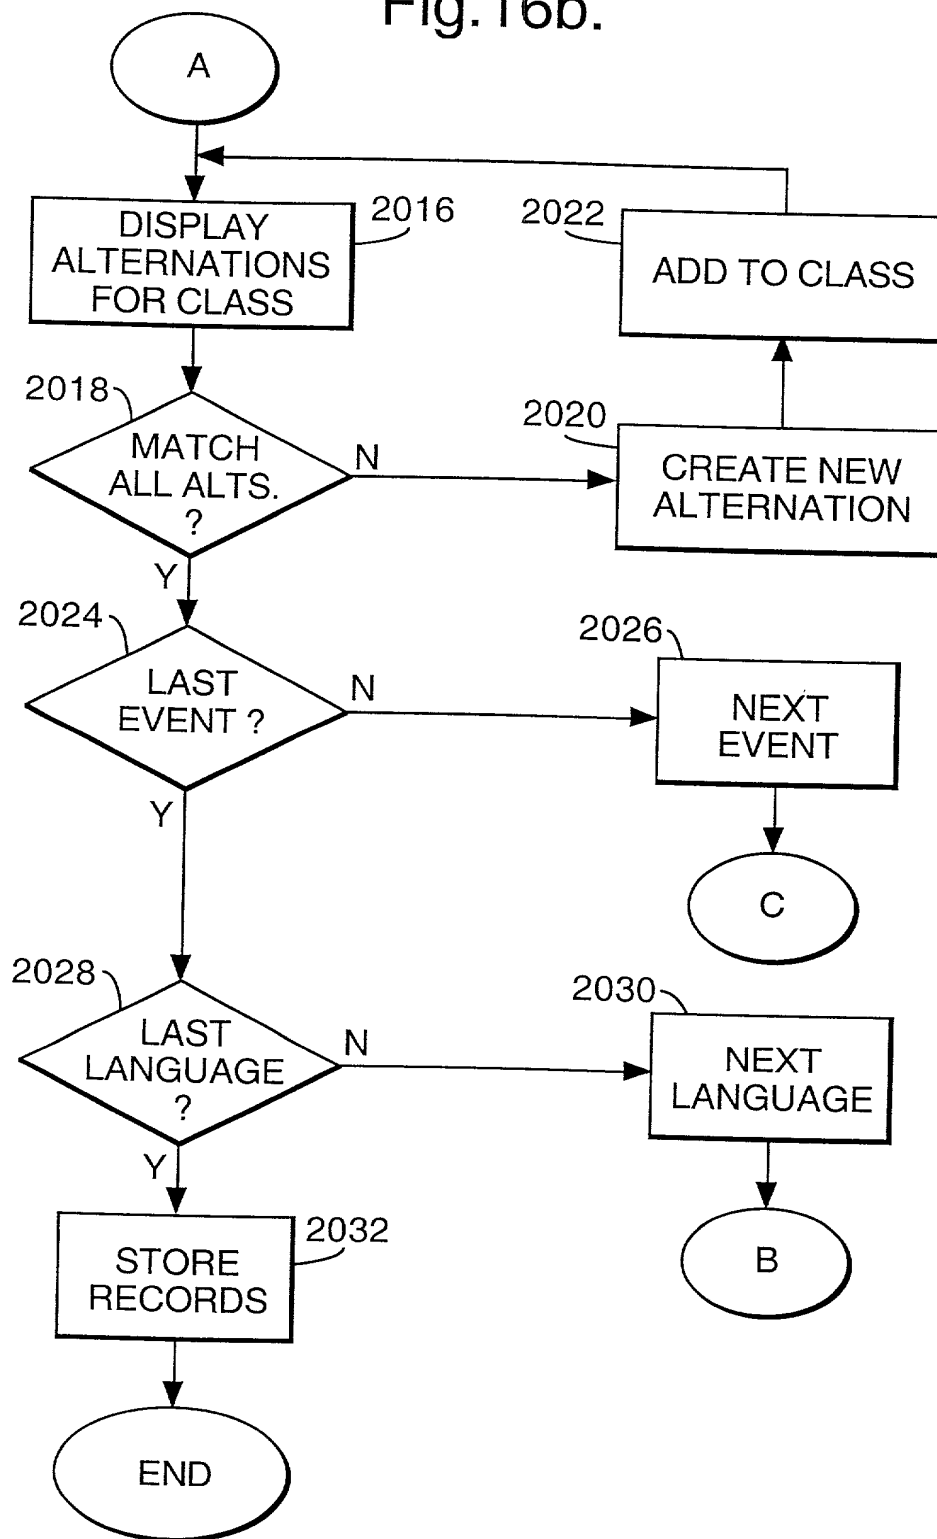 Fig.16b.
A
DISPLAY
ALTERNATIONS
FOR CLASS
2016
2022
ADD TO CLASS
2018
MATCH
ALL ALTS.
?
N
2020
CREATE NEW
ALTERNATION
Y
2024
LAST
EVENT ?
N
2026
NEXT
EVENT
Y
C
2028
LAST
LANGUAGE
?
N
2030
NEXT
LANGUAGE
Y
B
STORE
RECORDS
2032
END